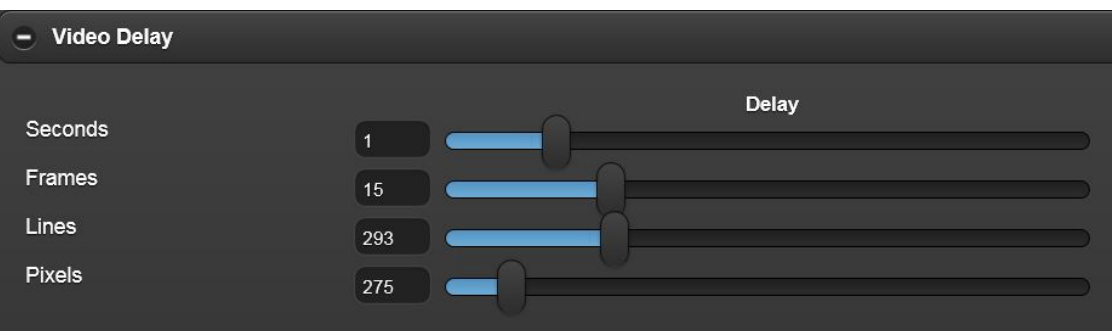 Video Delay
Delay
Seconds 1
Frames 15
Lines 293
Pixels 275